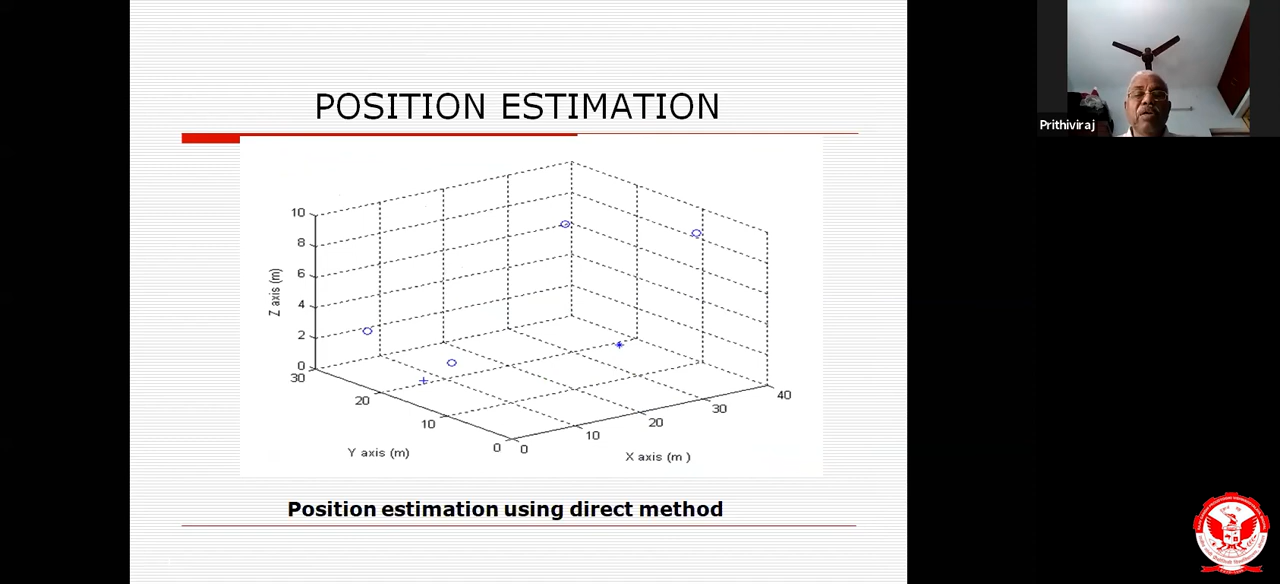 POSITION ESTIMATION
Prithiviraj
10
8
6
4
2
0
Z axis (m)
30
20
10
0
Y axis (m)
0
10
20
30
40
X axis (m )
Position estimation using direct method